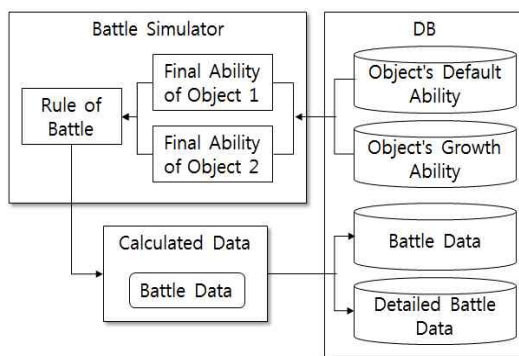 Battle Simulator
Final Ability
of Object 1
Rule of
Battle
Final Ability
of Object 2
Calculated Data
Battle Data
DB
Object's Default
Ability
Object's Growth
Ability
Battle Data
Detailed Battle
Data